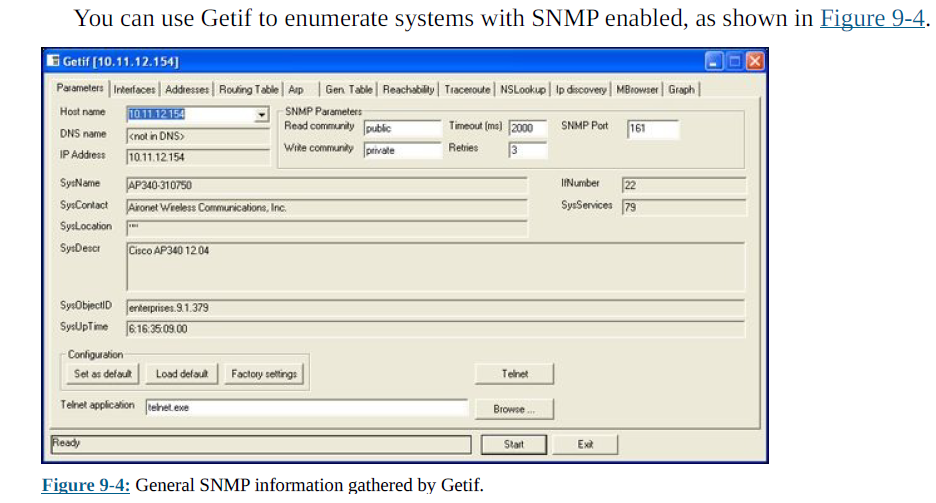 You can use Getif to enumerate systems with SNMP enabled, as shown in Figure 9-4.
Getif [10.11.12.154]
Parameters Interfaces Addresses Routing Table Arp Gen. Table Reachability Traceroute NSLookup Ip discovery MBrowser Graph
Host name 10.11.12.154
DNS name <not in DNS>
IP Address 10.11.12.154
SNMP Parameters
Read community public Timeout (ms) 2000 SNMP Port 161
Write community private Retries 3
SysName AP340-310750 IfNumber 22
SysContact Aironet Wireless Communications, Inc. SysServices 79
SysLocation ""
SysDescr Cisco AP340 12.04
SysObjectID enterprises.9.1.379
SysUpTime 6:16:35:09.00
Configuration
Set as default Load default Factory settings Telnet
Telnet application telnet.exe Browse ...
Ready Start Exit
Figure 9-4: General SNMP information gathered by Getif.